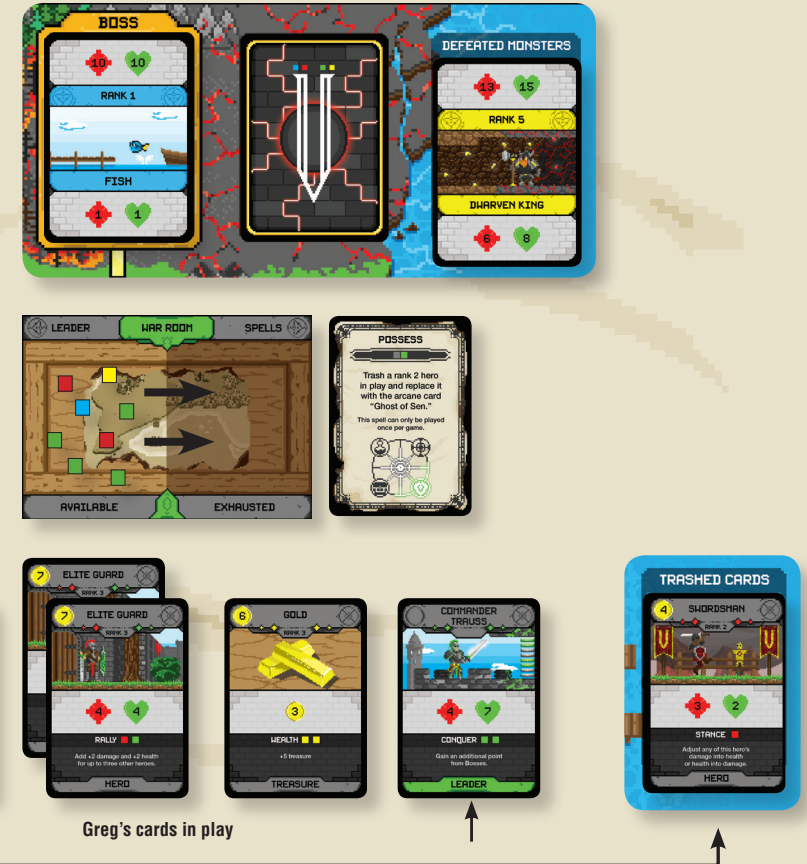 BOSS
10 10
RANK 1
FISH
1 1
DEFEATED MONSTERS
13 15
RANK 5
DWARVEN KING
6 8
LEADER
WAR ROOM
SPELLS
AVAILABLE
EXHAUSTED
POSSESS
Trash a rank 2 hero
in play and replace it
with the arcane card
“Ghost of Sen.”
This spell can only be played
once per game.
7 ELITE GUARD
RANK 3
7 ELITE GUARD
RANK 3
4 4
RALLY
Add +2 damage and +2 health
for up to three other heroes.
HERO
6 GOLD
RANK 3
3
WEALTH
+5 treasure
TREASURE
COMMANDER
TRAUSS
4 7
CONQUER
Gain an additional point
from Bosses.
LEADER
TRASHED CARDS
4 SWORDSMAN
RANK 2
3 2
STANCE
Adjust any of this hero's
damage into health
or health into damage.
HERO
Greg’s cards in play